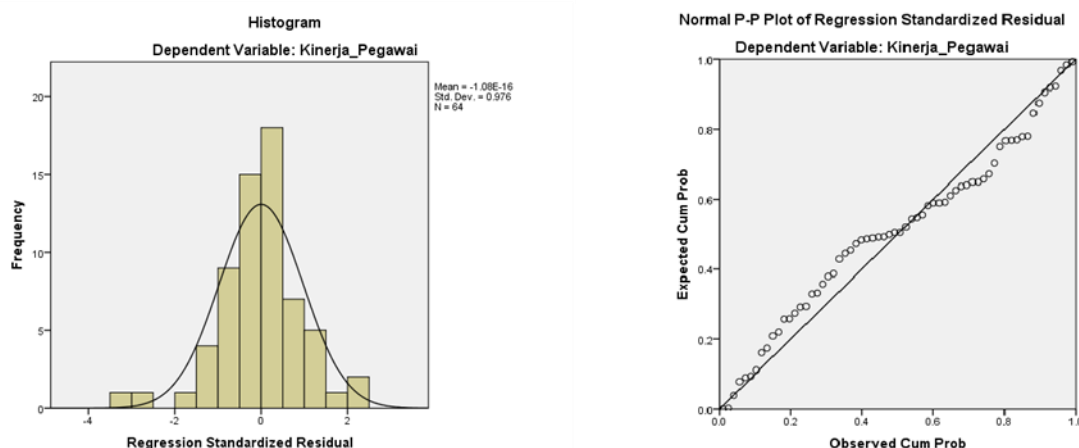 Histogram
Dependent Variable: Kinerja_Pegawai
Mean = -1.08E-16
Std. Dev. = 0.976
N = 64
Frequency
20
15
10
5
0
-4 -2 0 2
Regression Standardized Residual
Normal P-P Plot of Regression Standardized Residual
Dependent Variable: Kinerja_Pegawai
Expected Cum Prob
1.0
0.8
0.6
0.4
0.2
0.0
0.0 0.2 0.4 0.6 0.8 1.0
Observed Cum Prob